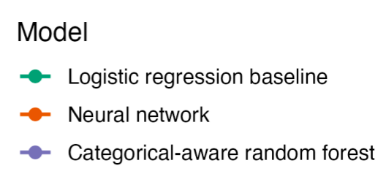 Model
Logistic regression baseline
Neural network
Categorical-aware random forest